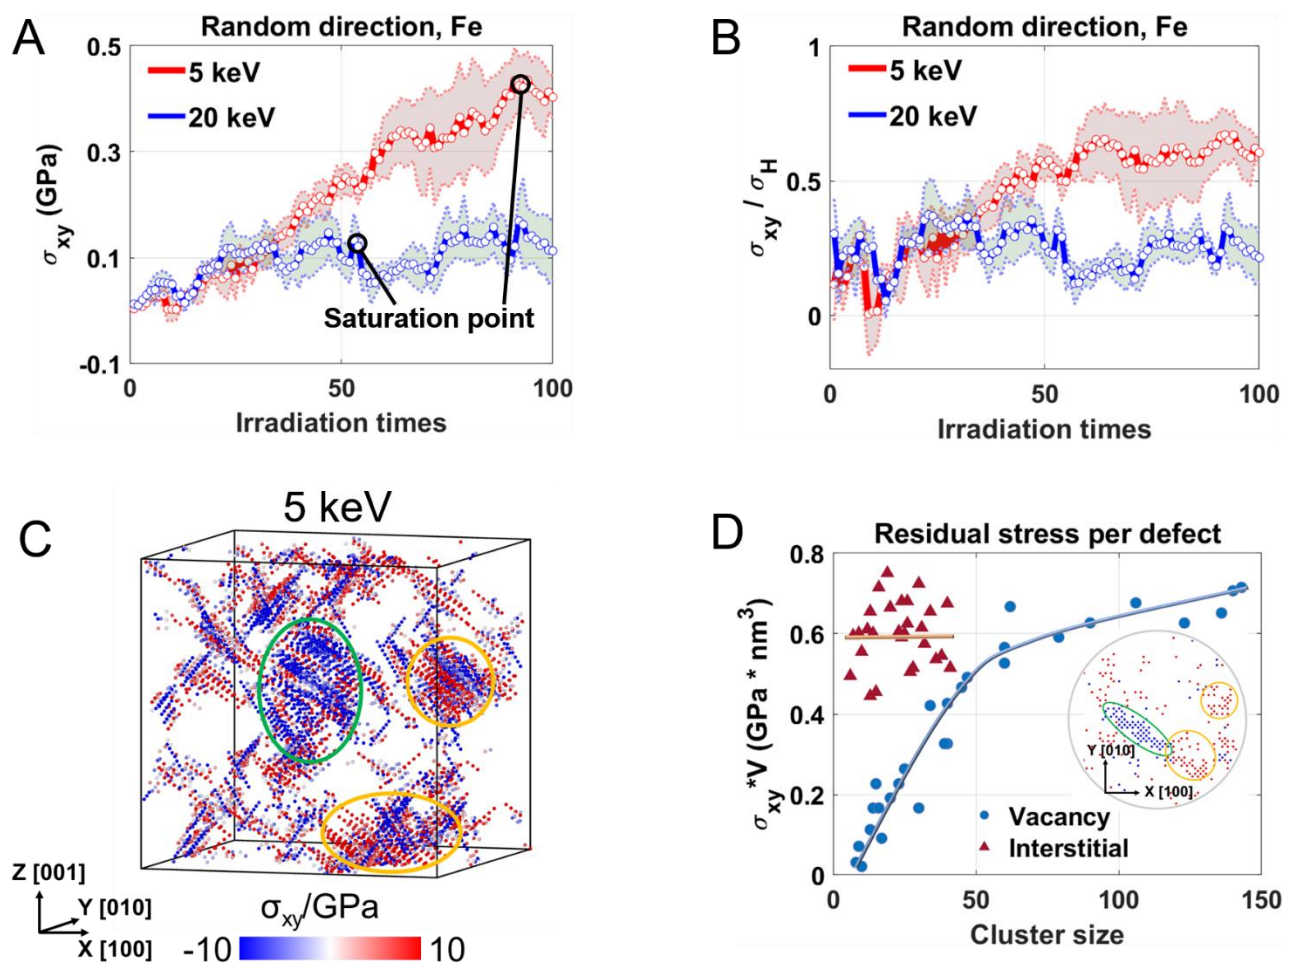 A
Random direction, Fe
0.5
0.3
0.1
-0.1
σxy (GPa)
5 keV
20 keV
Saturation point
0
50
100
Irradiation times
B
Random direction, Fe
1
0.5
0
σxy / σH
5 keV
20 keV
0
50
100
Irradiation times
C
5 keV
Z [001]
Y [010]
X [100]
σxy/GPa
-10
10
D
Residual stress per defect
0.8
0.6
0.4
0.2
0
σxy*V (GPa * nm³)
Y [010]
X [100]
Vacancy
Interstitial
0
50
100
150
Cluster size